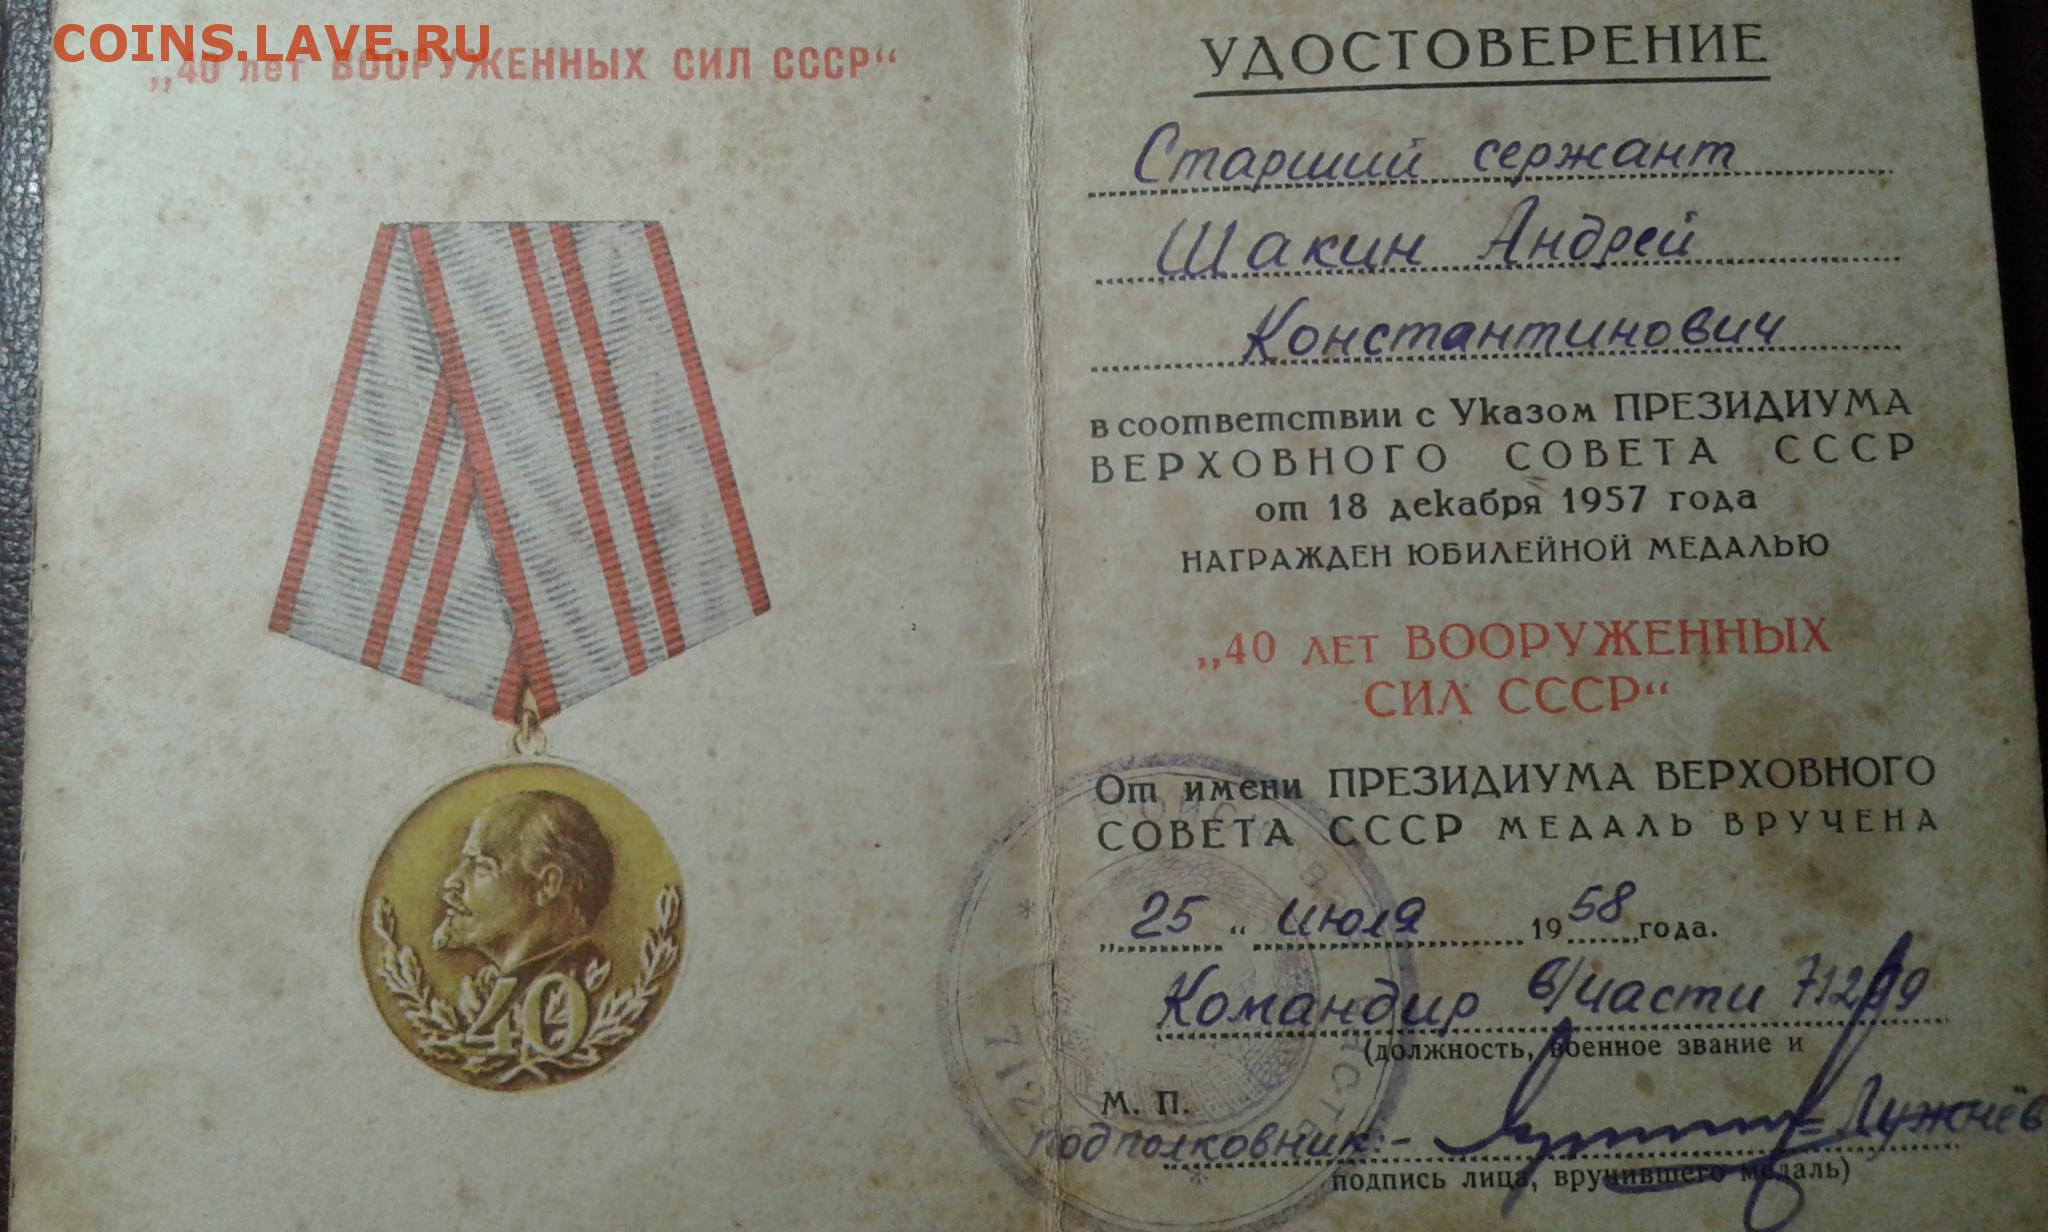 COINS.LAVE.RU
„40 лет ВООРУЖЕННЫХ СИЛ СССР“
40
УДОСТОВЕРЕНИЕ
Старший сержант
Шакин Андрей
Константинович
в соответствии с Указом ПРЕЗИДИУМА
ВЕРХОВНОГО СОВЕТА СССР
от 18 декабря 1957 года
НАГРАЖДЕН ЮБИЛЕЙНОЙ МЕДАЛЬЮ
„40 ЛЕТ ВООРУЖЕННЫХ
СИЛ СССР“
От имени ПРЕЗИДИУМА ВЕРХОВНОГО
СОВЕТА СССР МЕДАЛЬ ВРУЧЕНА
„25“ июля 1958 года.
Командир в/части 71299
(должность, военное звание и
М. П.
подполковник:- Лужнёв
подпись лица, вручившего медаль)